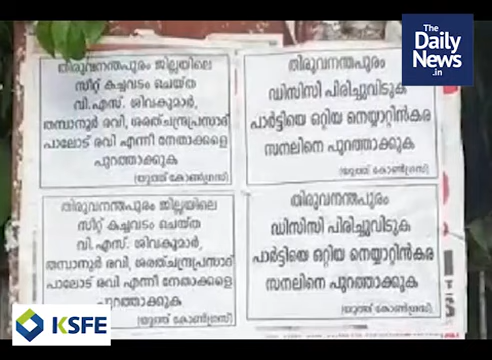 The
Daily
News
.in
തിരുവനന്തപുരം ജില്ലയിലെ
സീറ്റ് കച്ചവടം ചെയ്ത
വി.എസ്. ശിവകുമാർ,
തമ്പാനൂർ രവി, ശരത്ചന്ദ്രപ്രസാദ്
പാലോട് രവി എന്നീ നേതാക്കളെ
പുറത്താക്കുക
(യൂത്ത് കോൺഗ്രസ്)
തിരുവനന്തപുരം
ഡിസിസി പിരിച്ചുവിടുക
പാർട്ടിയെ ഒറ്റിയ നെയ്യാറ്റിൻകര
സനലിനെ പുറത്താക്കുക
(യൂത്ത് കോൺഗ്രസ്)
തിരുവനന്തപുരം ജില്ലയിലെ
സീറ്റ് കച്ചവടം ചെയ്ത
വി.എസ്. ശിവകുമാർ,
തമ്പാനൂർ രവി, ശരത്ചന്ദ്രപ്രസാദ്
പാലോട് രവി എന്നീ നേതാക്കളെ
പുറത്താക്കുക
(യൂത്ത് കോൺഗ്രസ്)
തിരുവനന്തപുരം
ഡിസിസി പിരിച്ചുവിടുക
പാർട്ടിയെ ഒറ്റിയ നെയ്യാറ്റിൻകര
സനലിനെ പുറത്താക്കുക
(യൂത്ത് കോൺഗ്രസ്)
KSFE